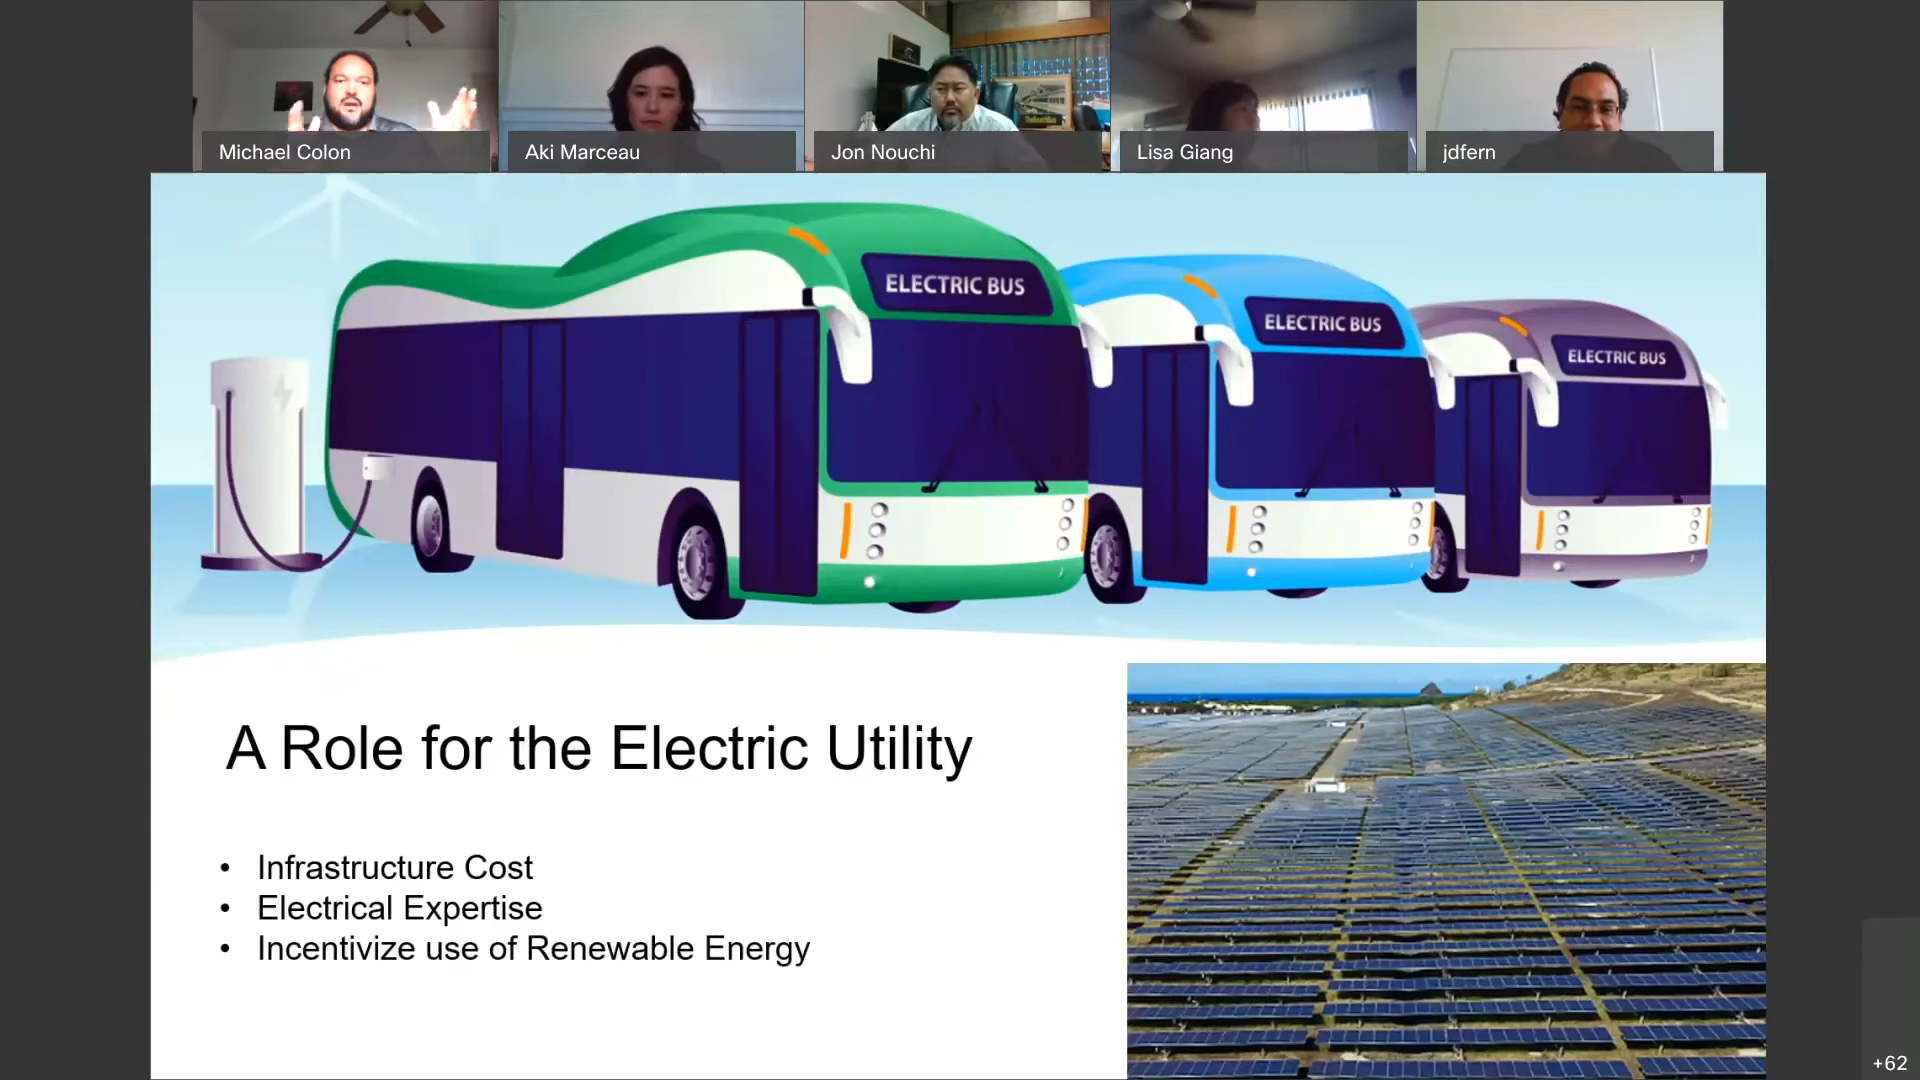 Michael Colon
Aki Marceau
Jon Nouchi
Lisa Giang
jdfern
ELECTRIC BUS
ELECTRIC BUS
ELECTRIC BUS
A Role for the Electric Utility
• Infrastructure Cost
• Electrical Expertise
• Incentivize use of Renewable Energy
+62